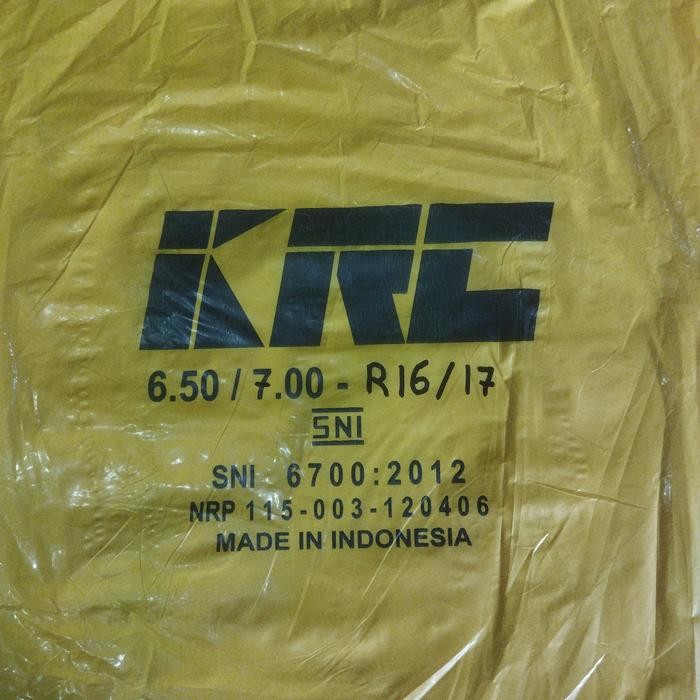 KRC
6.50 / 7.00 - R16/17
SNI
SNI 6700:2012
NRP 115-003-120406
MADE IN INDONESIA